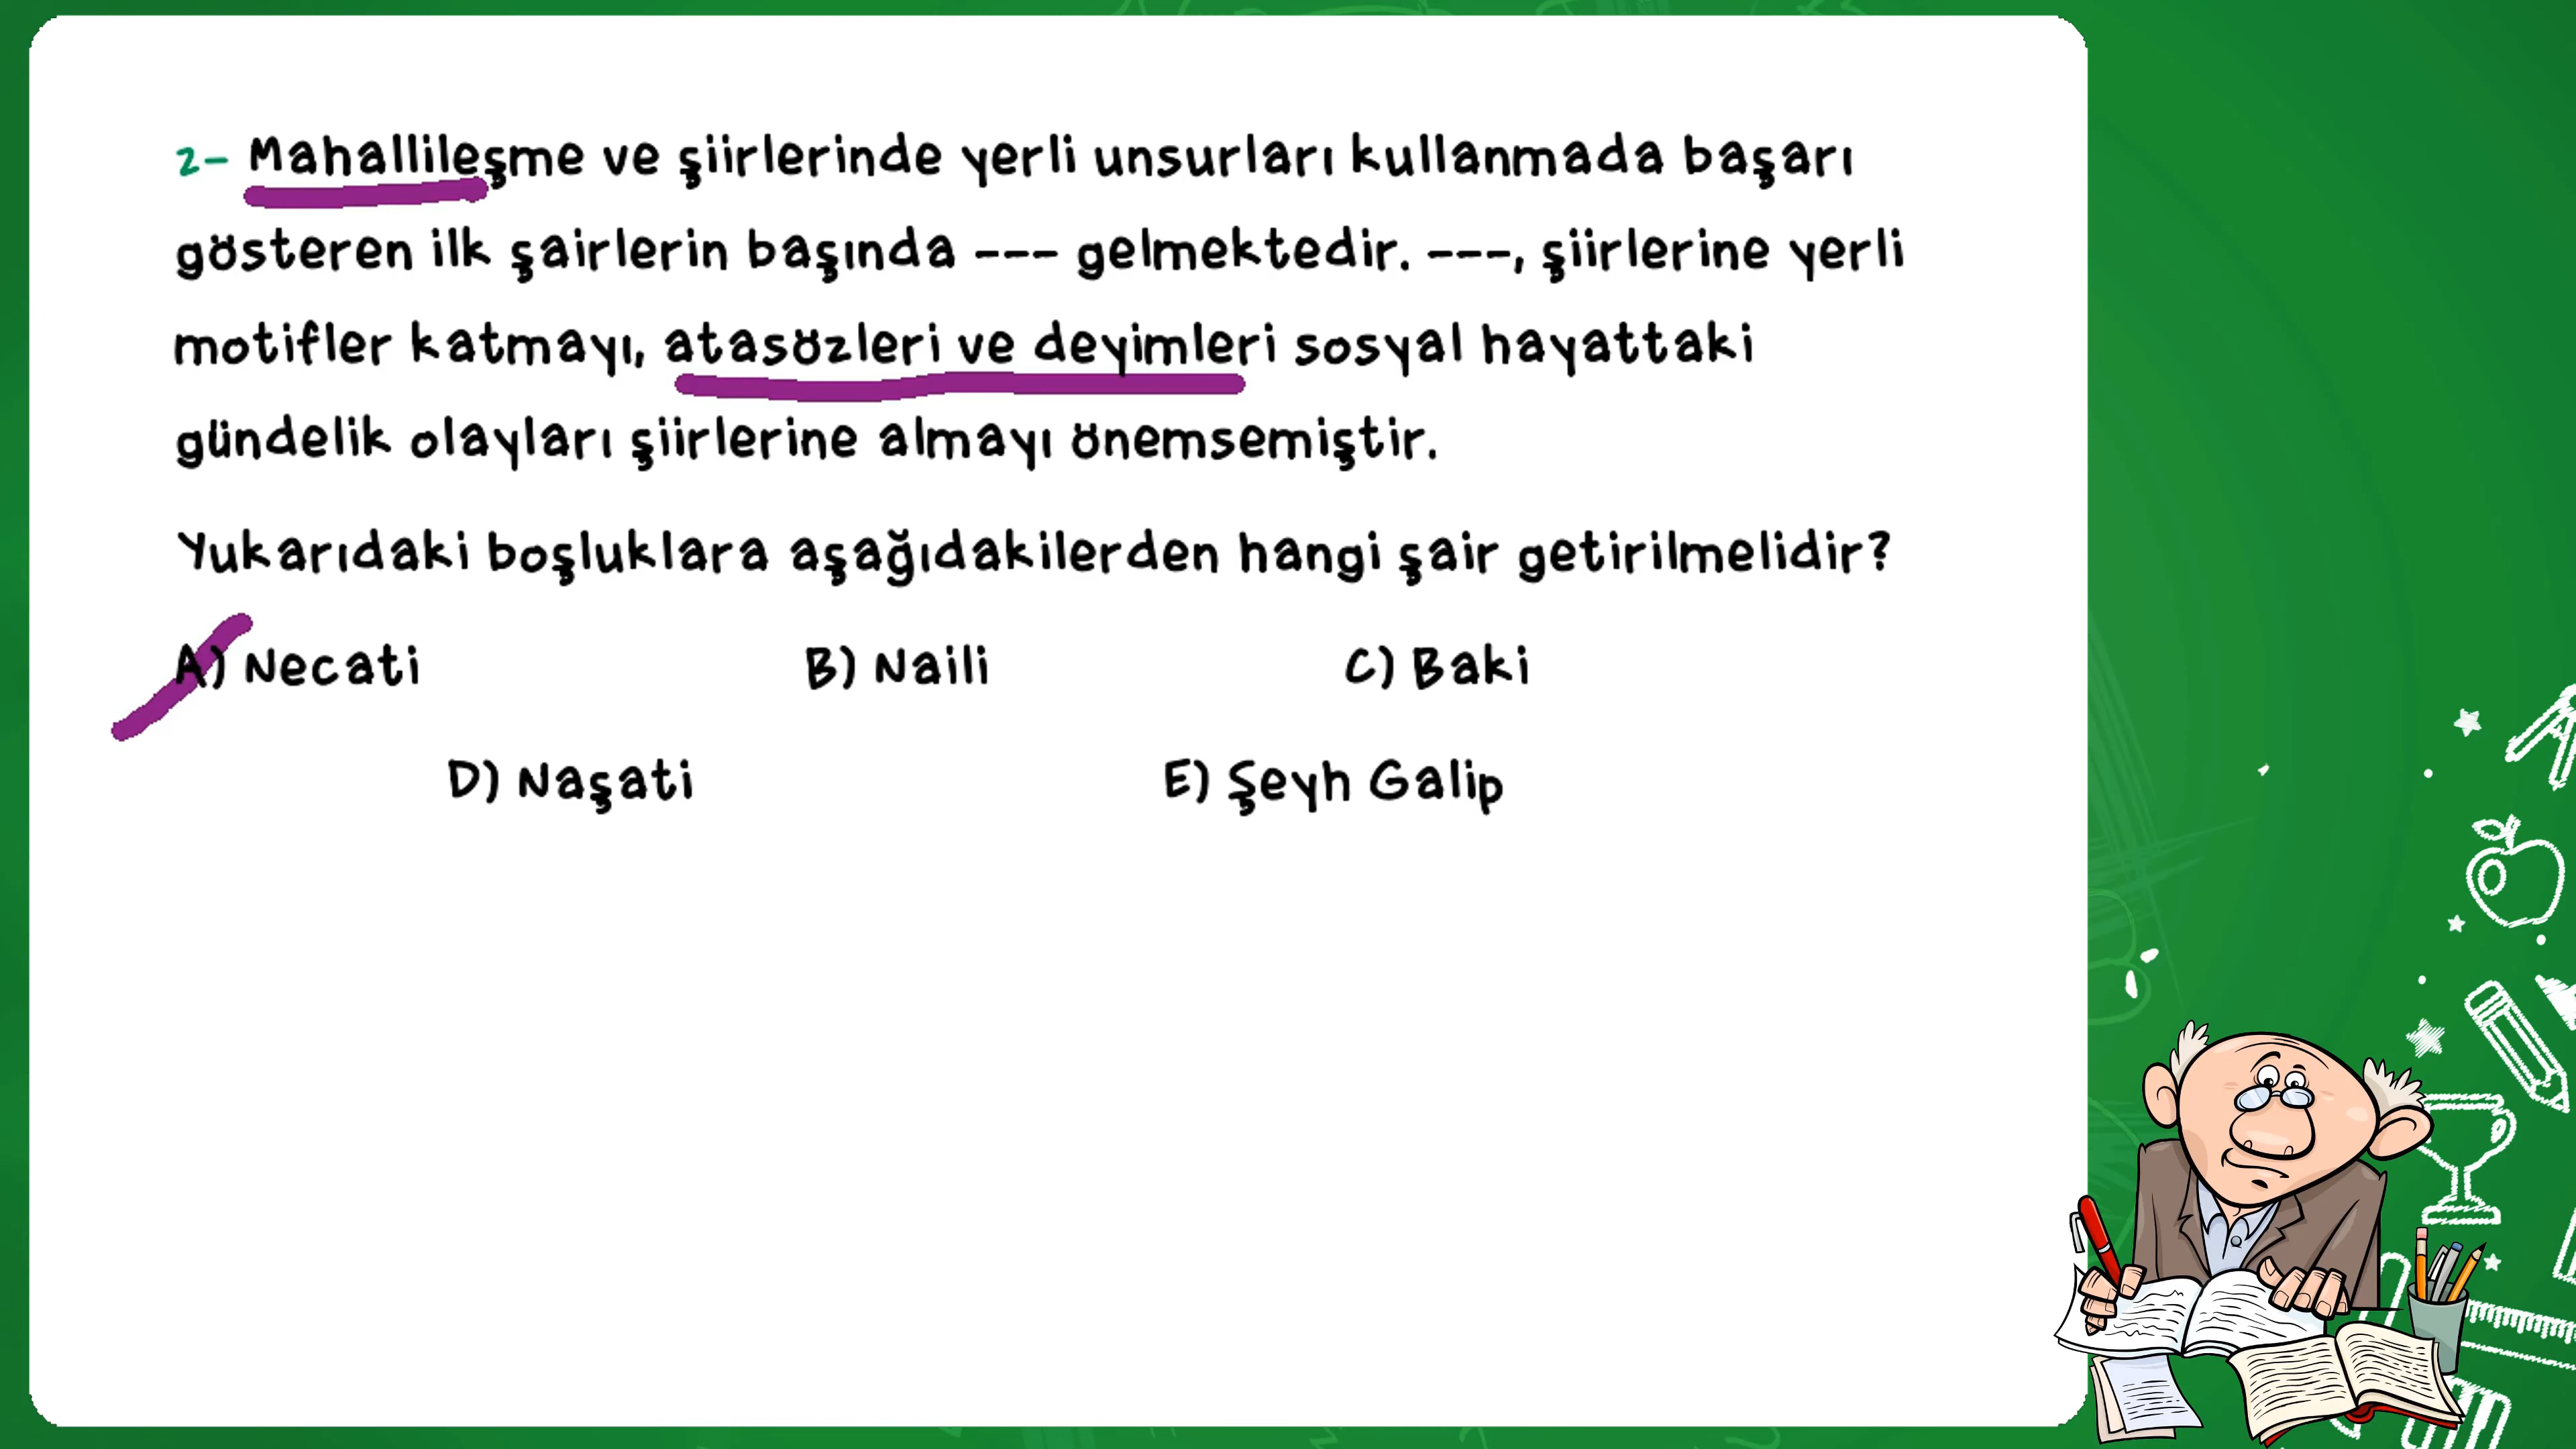 2- Mahallileşme ve şiirlerinde yerli unsurları kullanmada başarı
gösteren ilk şairlerin başında --- gelmektedir. ---, şiirlerine yerli
motifler katmayı, atasözleri ve deyimleri sosyal hayattaki
gündelik olayları şiirlerine almayı önemsemiştir.
Yukarıdaki boşluklara aşağıdakilerden hangi şair getirilmelidir?
A) Necati B) Naili C) Baki
D) Naşati E) Şeyh Galip